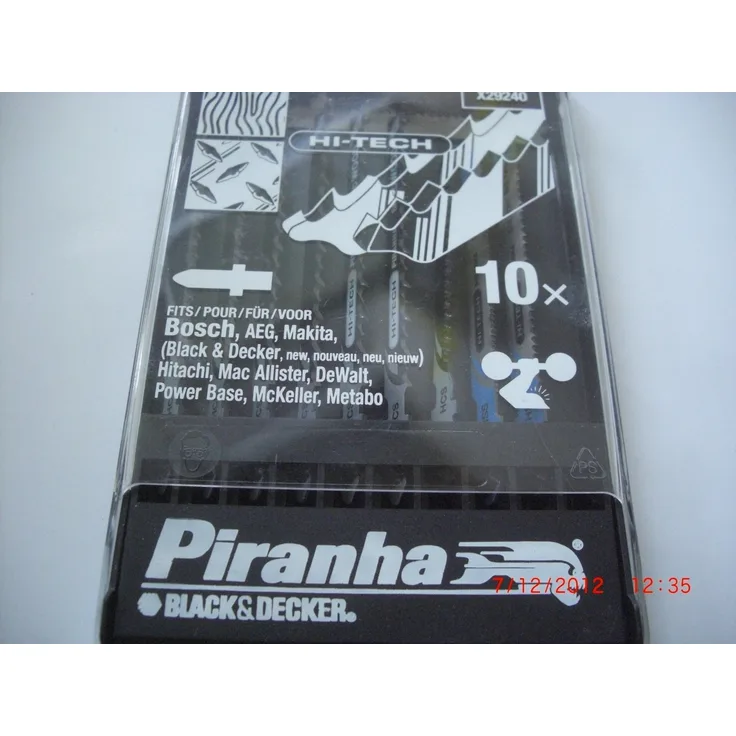 X29240
HI-TECH
10x
FITS/POUR/FÜR/VOOR
Bosch, AEG, Makita,
(Black & Decker, new, nouveau, neu, nieuw)
Hitachi, Mac Allister, DeWalt,
Power Base, McKeller, Metabo
HI-TECH
HI-TECH
HCS
HCS
PS
Piranha
7/12/2012 12:35
BLACK&DECKER®